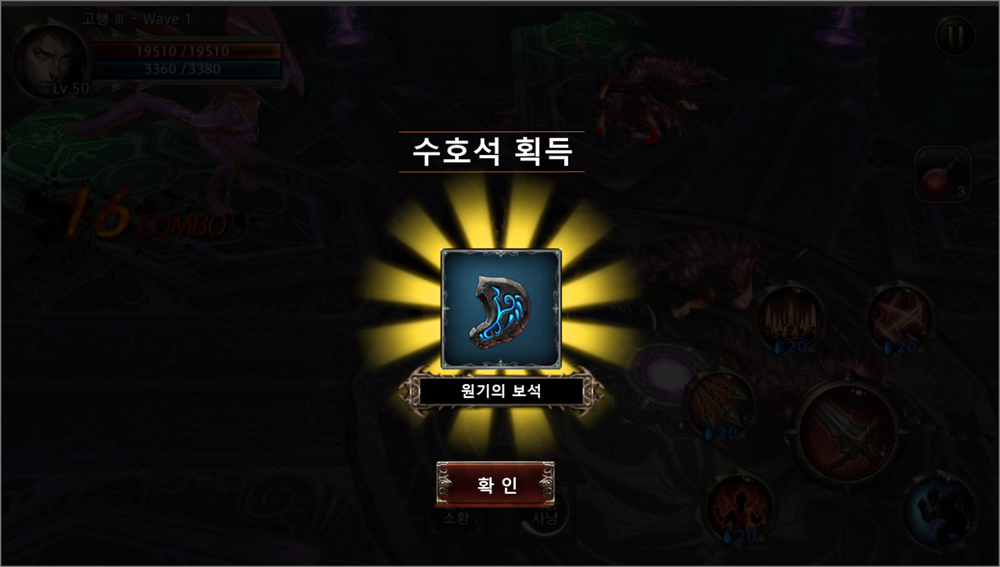 고행 Ⅲ - Wave 1
19510 /19510
3360 /3380
Lv.50
수호석 획득
3
16 COMBO
20
20
원기의 보석
20
확 인
소환
사냥
20